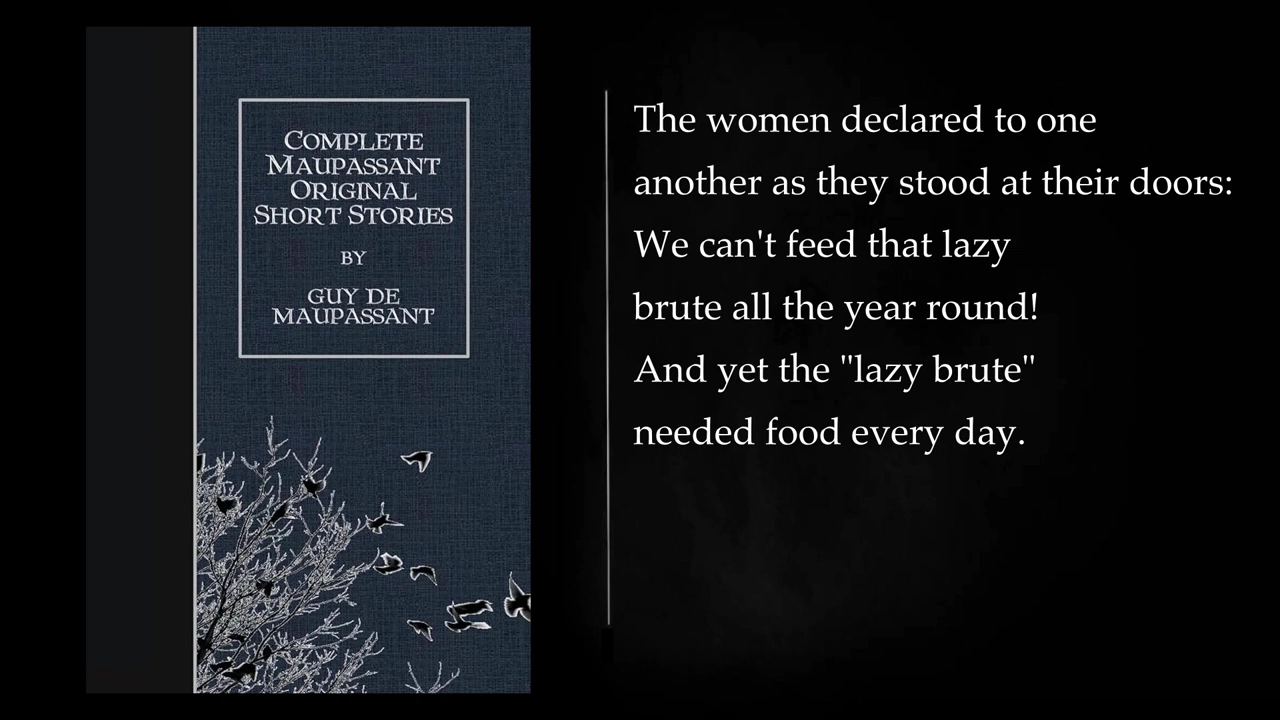 COMPLETE
MAUPASSANT
ORIGINAL
SHORT STORIES
BY
GUY DE
MAUPASSANT
The women declared to one
another as they stood at their doors:
We can't feed that lazy
brute all the year round!
And yet the "lazy brute"
needed food every day.